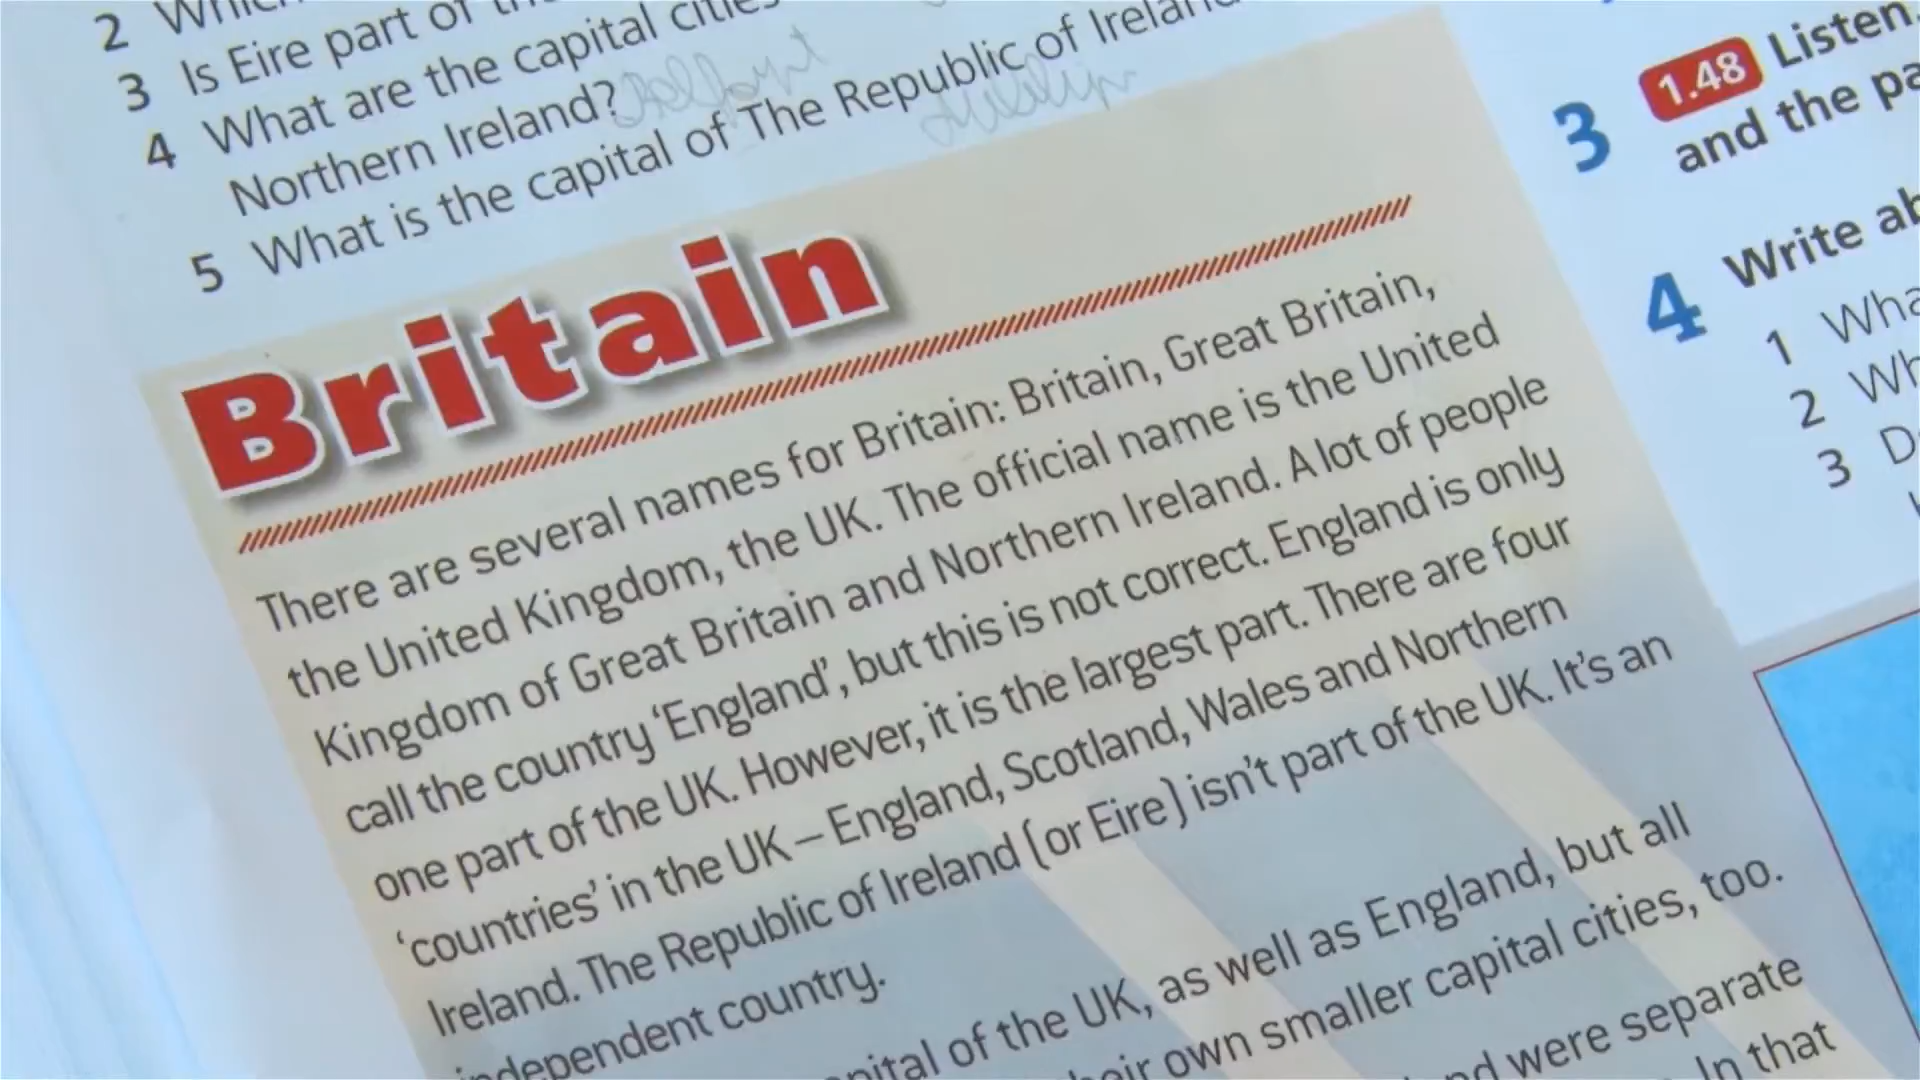 2 Which
3 Is Eire part of
4 What are the capital cities
Northern Ireland?
5 What is the capital of The Republic of Ireland
Britain
There are several names for Britain: Britain, Great Britain,
the United Kingdom, the UK. The official name is the United
Kingdom of Great Britain and Northern Ireland. A lot of people
call the country ‘England’, but this is not correct. England is only
one part of the UK. However, it is the largest part. There are four
‘countries’ in the UK – England, Scotland, Wales and Northern
Ireland. The Republic of Ireland (or Eire) isn't part of the UK. It's an
independent country.
of the UK, as well as England, but all
own smaller capital cities, too.
were separate
In that
3 1.48 Listen
and the
4 Write
1
2
3